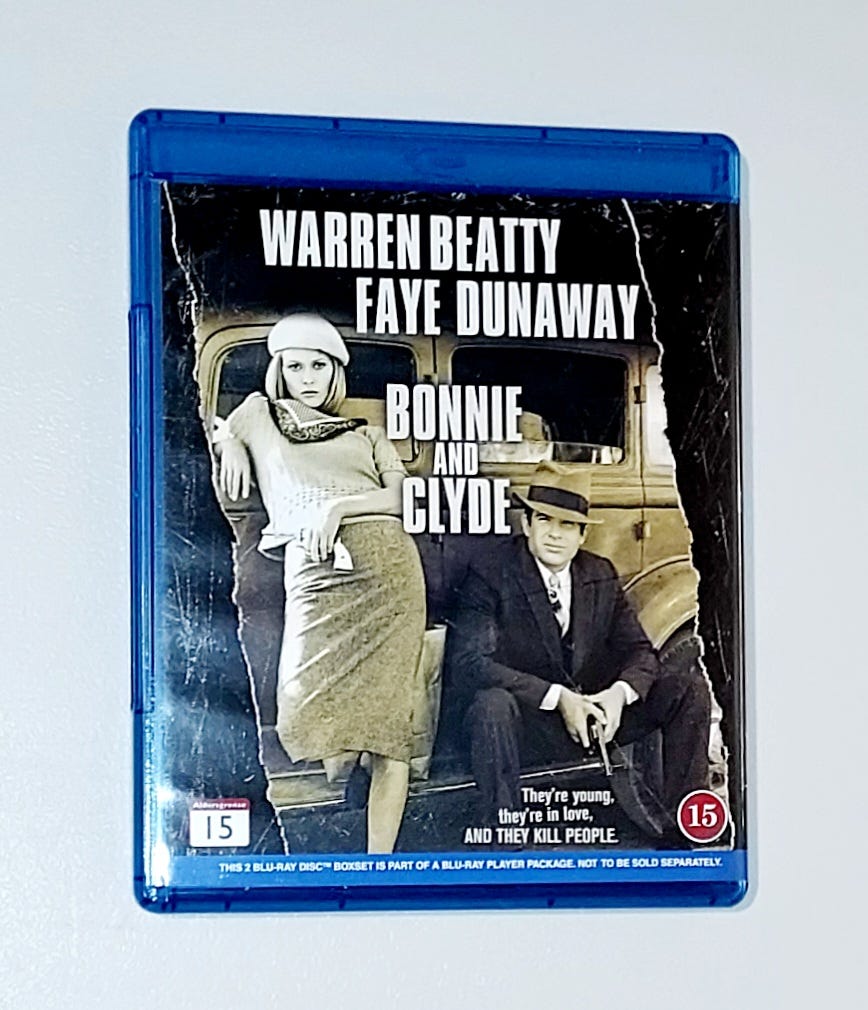 WARREN BEATTY
FAYE DUNAWAY
BONNIE
AND
CLYDE
They're young,
they're in love,
AND THEY KILL PEOPLE.
Aldersgrense
15
15
THIS 2 BLU-RAY DISC™ BOXSET IS PART OF A BLU-RAY PLAYER PACKAGE. NOT TO BE SOLD SEPARATELY.